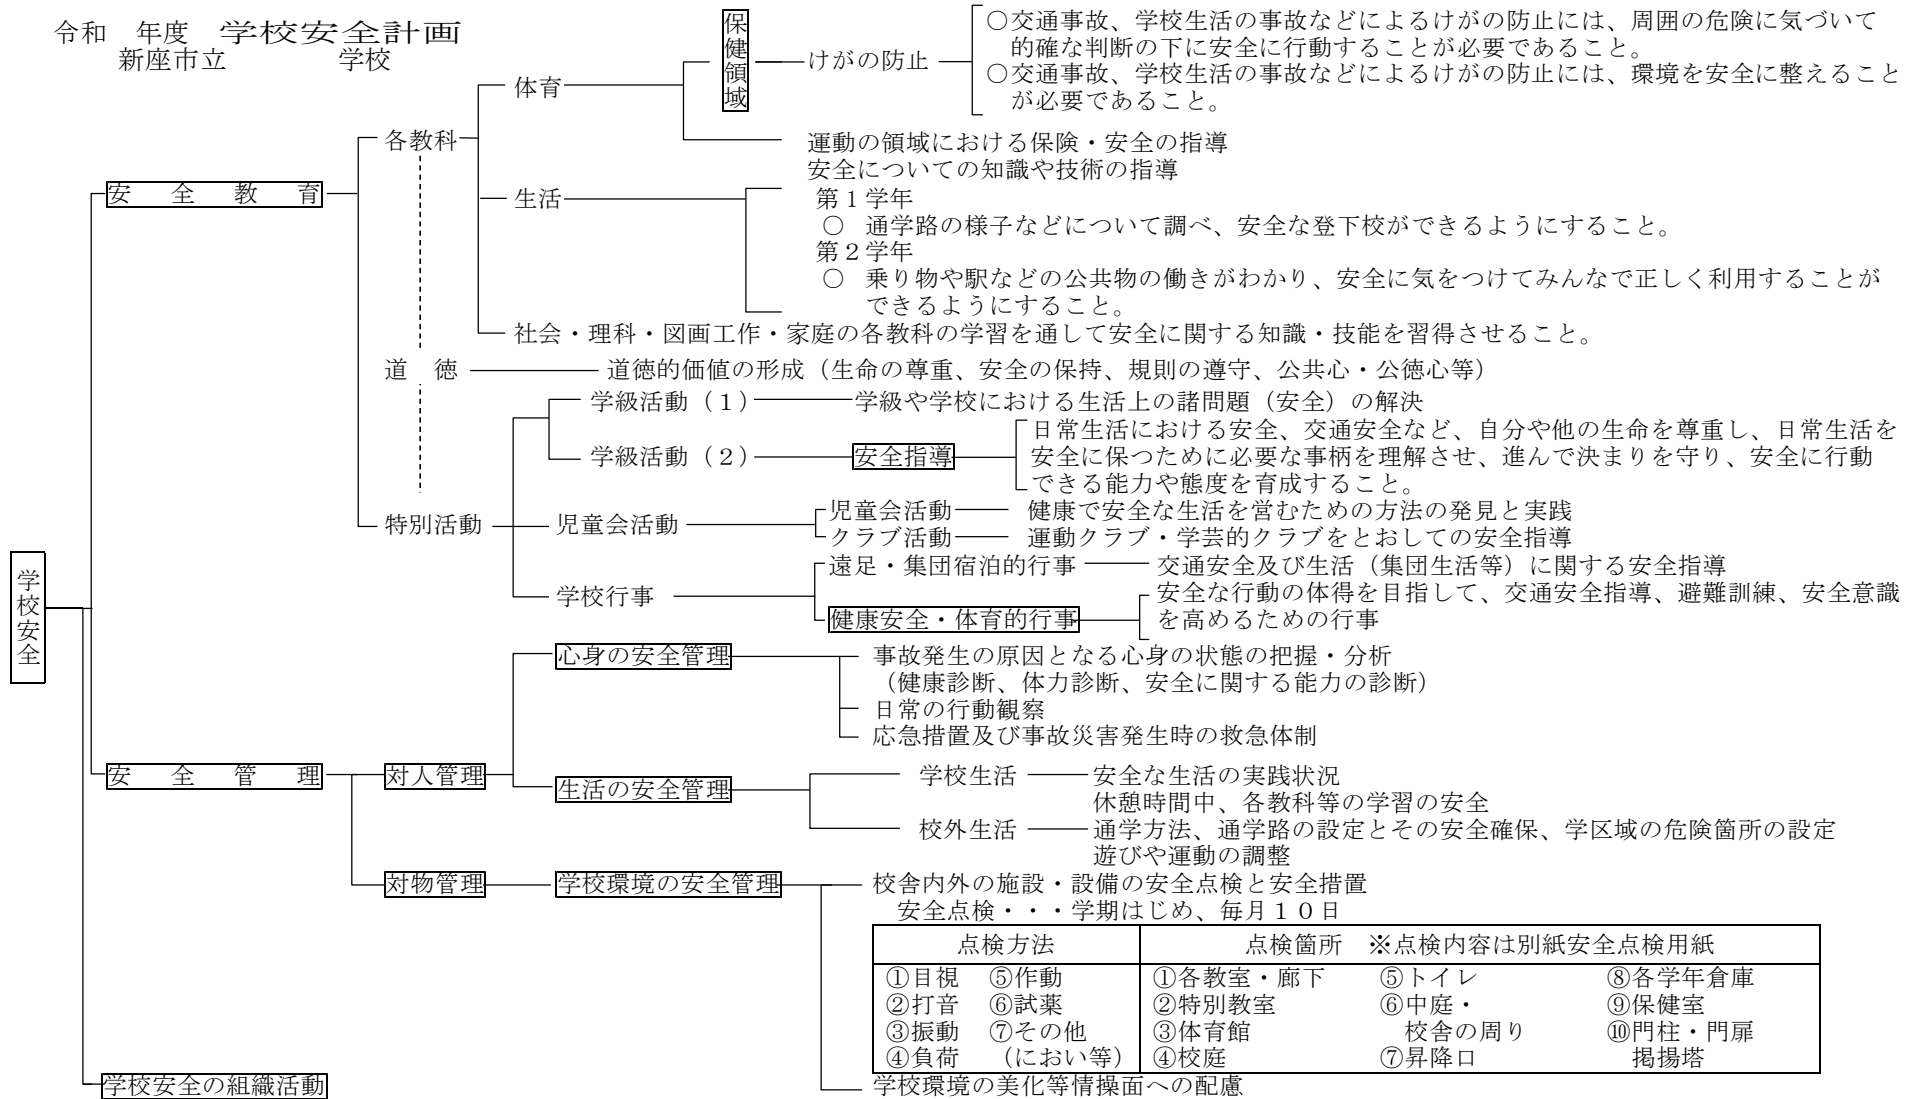 令和　年度　学校安全計画
新座市立　　　　　学校
保健領域
けがの防止
○交通事故、学校生活の事故などによるけがの防止には、周囲の危険に気づいて
的確な判断の下に安全に行動することが必要であること。
○交通事故、学校生活の事故などによるけがの防止には、環境を安全に整えること
が必要であること。
体育
各教科
運動の領域における保険・安全の指導
安全についての知識や技術の指導
安　全　教　育
生活
第１学年
○　通学路の様子などについて調べ、安全な登下校ができるようにすること。
第２学年
○　乗り物や駅などの公共物の働きがわかり、安全に気をつけてみんなで正しく利用することが
できるようにすること。
社会・理科・図画工作・家庭の各教科の学習を通して安全に関する知識・技能を習得させること。
道　徳
道徳的価値の形成（生命の尊重、安全の保持、規則の遵守、公共心・公徳心等）
学級活動（１）
学級や学校における生活上の諸問題（安全）の解決
学級活動（２）
安全指導
日常生活における安全、交通安全など、自分や他の生命を尊重し、日常生活を
安全に保つために必要な事柄を理解させ、進んで決まりを守り、安全に行動
できる能力や態度を育成すること。
特別活動
児童会活動
児童会活動
健康で安全な生活を営むための方法の発見と実践
クラブ活動
運動クラブ・学芸的クラブをとおしての安全指導
学校行事
遠足・集団宿泊的行事
交通安全及び生活（集団生活等）に関する安全指導
健康安全・体育的行事
安全な行動の体得を目指して、交通安全指導、避難訓練、安全意識
を高めるための行事
学校安全
心身の安全管理
事故発生の原因となる心身の状態の把握・分析
（健康診断、体力診断、安全に関する能力の診断）
日常の行動観察
応急措置及び事故災害発生時の救急体制
安　全　管　理
対人管理
生活の安全管理
学校生活
安全な生活の実践状況
休憩時間中、各教科等の学習の安全
校外生活
通学方法、通学路の設定とその安全確保、学区域の危険箇所の設定
遊びや運動の調整
対物管理
学校環境の安全管理
校舎内外の施設・設備の安全点検と安全措置
安全点検・・・学期はじめ、毎月１０日
点検方法
点検箇所　※点検内容は別紙安全点検用紙
①目視　⑤作動　①各教室・廊下　⑤トイレ　⑧各学年倉庫
②打音　⑥試薬　②特別教室　⑥中庭・　⑨保健室
③振動　⑦その他　③体育館　校舎の周り　⑩門柱・門扉
④負荷　（におい等）　④校庭　⑦昇降口　掲揚塔
学校環境の美化等情操面への配慮
学校安全の組織活動